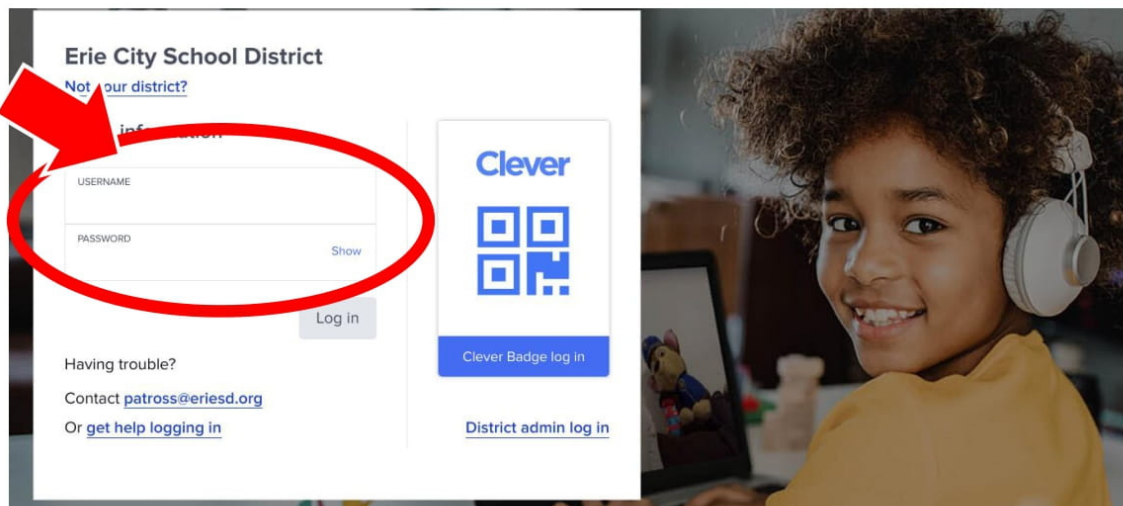 Erie City School District
Not your district?
information
USERNAME
PASSWORD
Show
Log in
Having trouble?
Contact patross@eriesd.org
Or get help logging in
Clever
Clever Badge log in
District admin log in